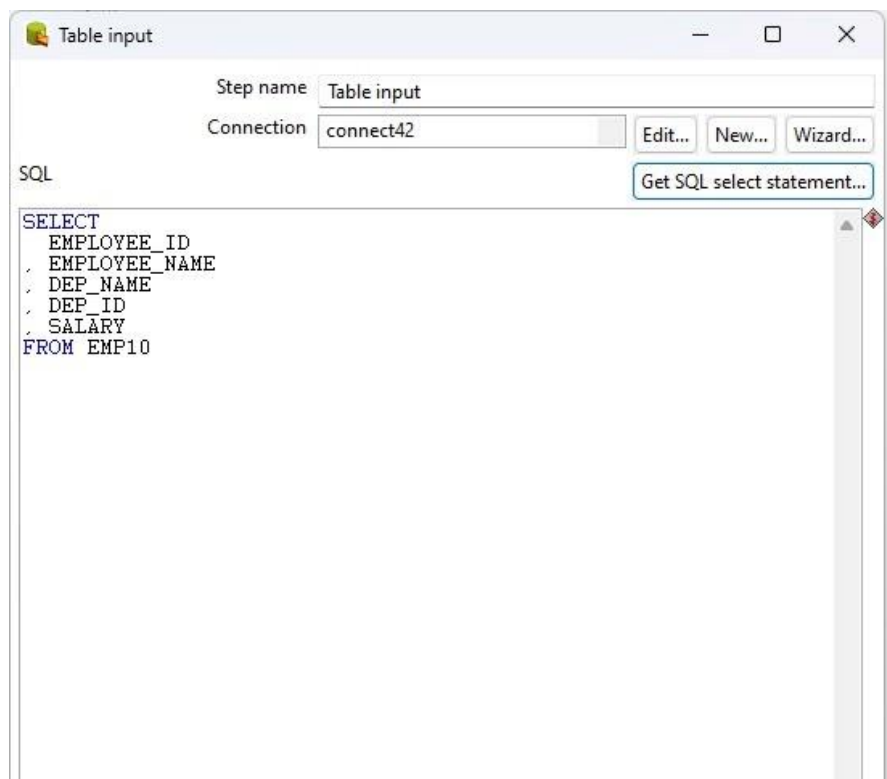 Table input
Step name Table input
Connection connect42 Edit... New... Wizard...
SQL Get SQL select statement...
SELECT
EMPLOYEE_ID
, EMPLOYEE_NAME
, DEP_NAME
, DEP_ID
, SALARY
FROM EMP10